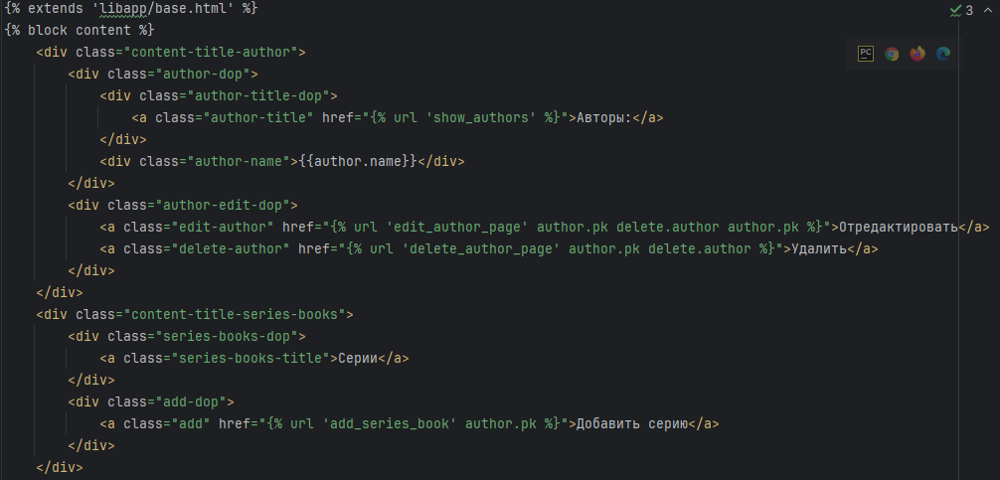 {% extends 'libapp/base.html' %}
3
{% block content %}
<div class="content-title-author">
PC
<div class="author-dop">
<div class="author-title-dop">
<a class="author-title" href="{% url 'show_authors' %}">Авторы:</a>
</div>
<div class="author-name">{{author.name}}</div>
</div>
<div class="author-edit-dop">
<a class="edit-author" href="{% url 'edit_author_page' author.pk delete.author author.pk %}">Отредактировать</a>
<a class="delete-author" href="{% url 'delete_author_page' author.pk delete.author %}">Удалить</a>
</div>
</div>
<div class="content-title-series-books">
<div class="series-books-dop">
<a class="series-books-title">Серии</a>
</div>
<div class="add-dop">
<a class="add" href="{% url 'add_series_book' author.pk %}">Добавить серию</a>
</div>
</div>